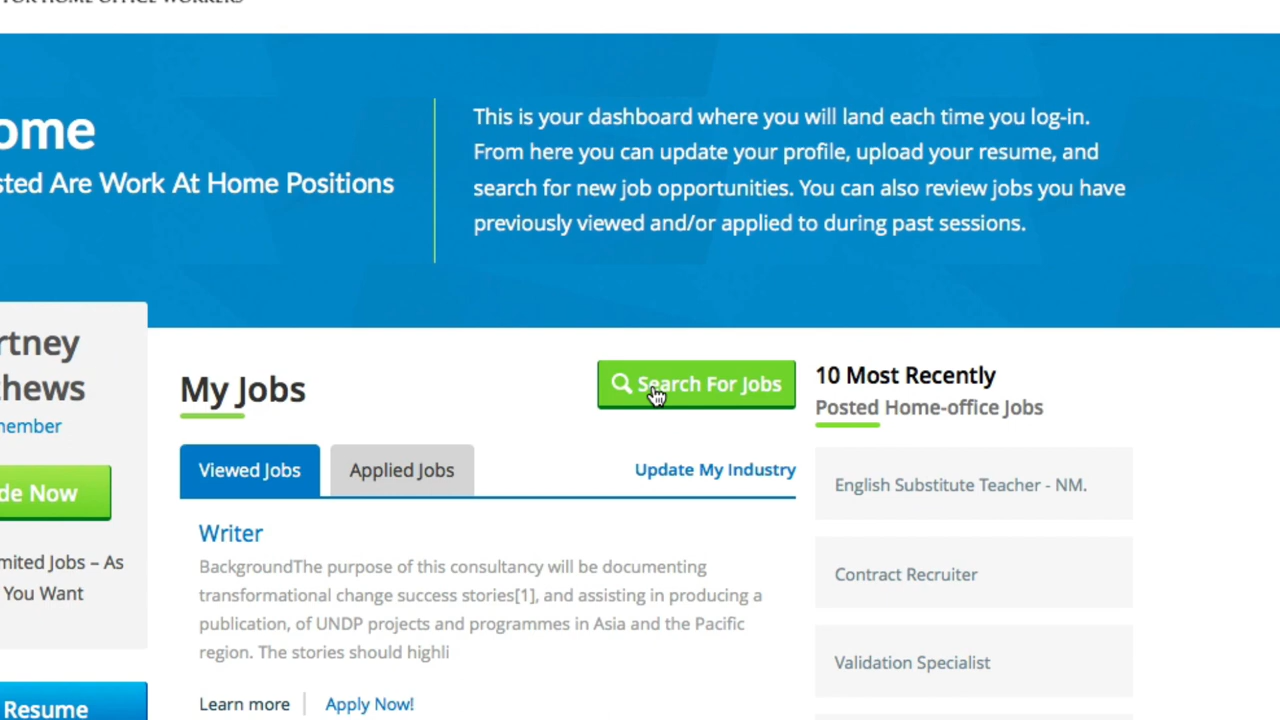 FOR HOME OFFICE WORKERS
ome
sted Are Work At Home Positions
This is your dashboard where you will land each time you log-in.
From here you can update your profile, upload your resume, and
search for new job opportunities. You can also review jobs you have
previously viewed and/or applied to during past sessions.
rtney
hews
nember
de Now
mited Jobs – As
You Want
Resume
My Jobs
Search For Jobs
Viewed Jobs
Applied Jobs
Update My Industry
Writer
BackgroundThe purpose of this consultancy will be documenting
transformational change success stories[1], and assisting in producing a
publication, of UNDP projects and programmes in Asia and the Pacific
region. The stories should highli
Learn more
Apply Now!
10 Most Recently
Posted Home-office Jobs
English Substitute Teacher - NM.
Contract Recruiter
Validation Specialist